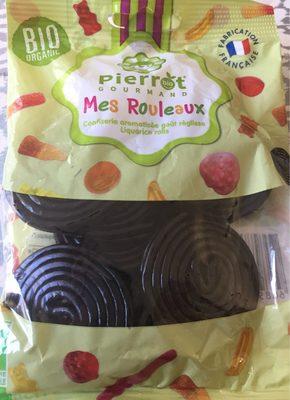 BIO
ORGANIC
FABRICATION
FRANÇAISE
pierrot
GOURMAND
Mes Rouleaux
Confiserie aromatisée goût réglisse
Liquorice rolls